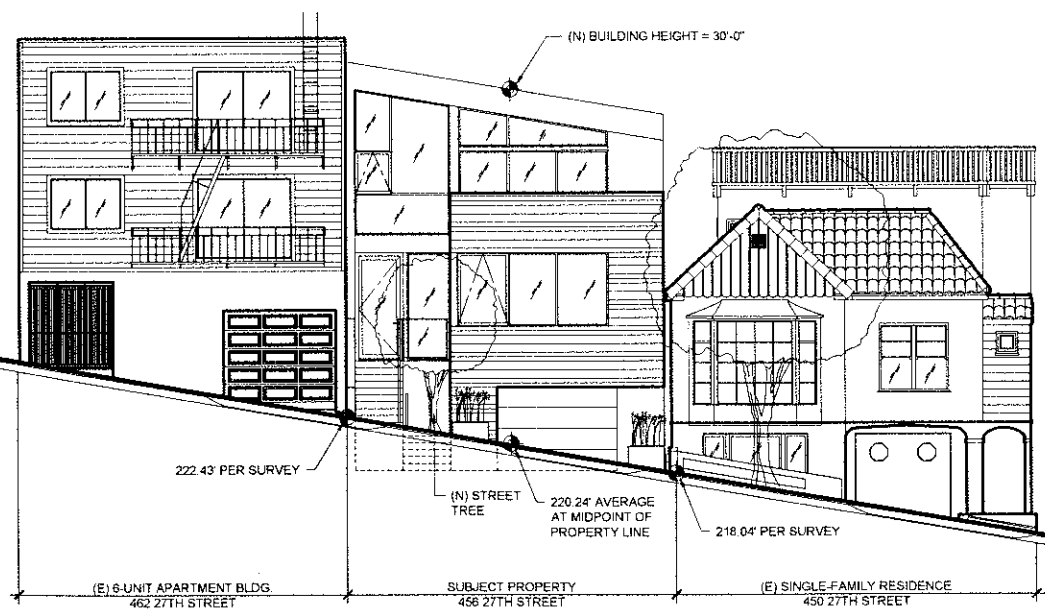 (N) BUILDING HEIGHT = 30'-0"
222.43' PER SURVEY
(N) STREET
TREE
220.24' AVERAGE
AT MIDPOINT OF
PROPERTY LINE
218.04' PER SURVEY
(E) 6-UNIT APARTMENT BLDG.
462 27TH STREET
SUBJECT PROPERTY
456 27TH STREET
(E) SINGLE-FAMILY RESIDENCE
450 27TH STREET